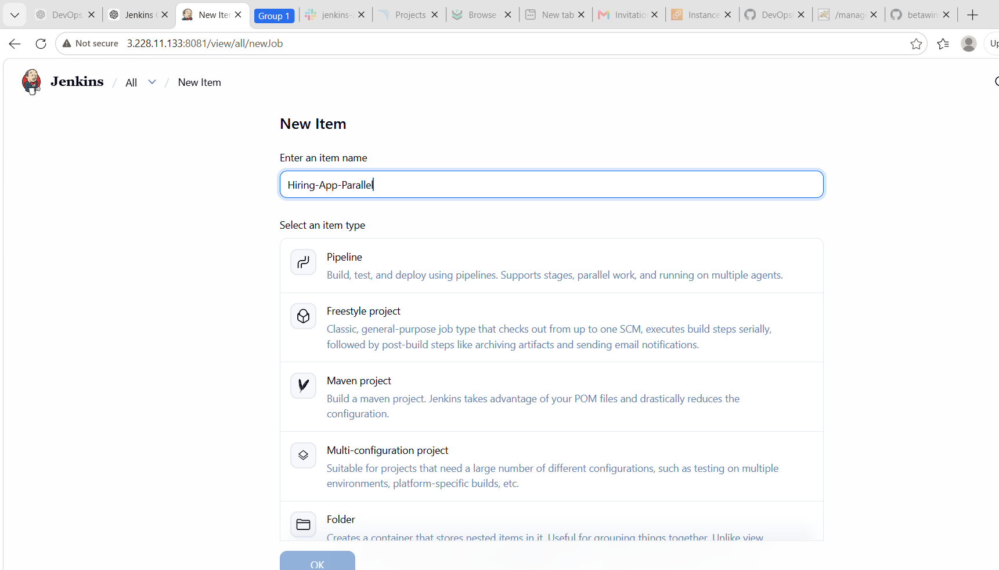 DevOps
Jenkins
New Iter
Group 1
jenkins-a
Projects
Browse
New tab
Invitatio
Instance
DevOps
/manag
betawin
Not secure
3.228.11.133:8081/view/all/newJob
Up
Jenkins / All / New Item
New Item
Enter an item name
Hiring-App-Parallel
Select an item type
Pipeline
Build, test, and deploy using pipelines. Supports stages, parallel work, and running on multiple agents.
Freestyle project
Classic, general-purpose job type that checks out from up to one SCM, executes build steps serially,
followed by post-build steps like archiving artifacts and sending email notifications.
Maven project
Build a maven project. Jenkins takes advantage of your POM files and drastically reduces the
configuration.
Multi-configuration project
Suitable for projects that need a large number of different configurations, such as testing on multiple
environments, platform-specific builds, etc.
Folder
Creates a container that stores nested items in it. Useful for grouping things together. Unlike view,
OK